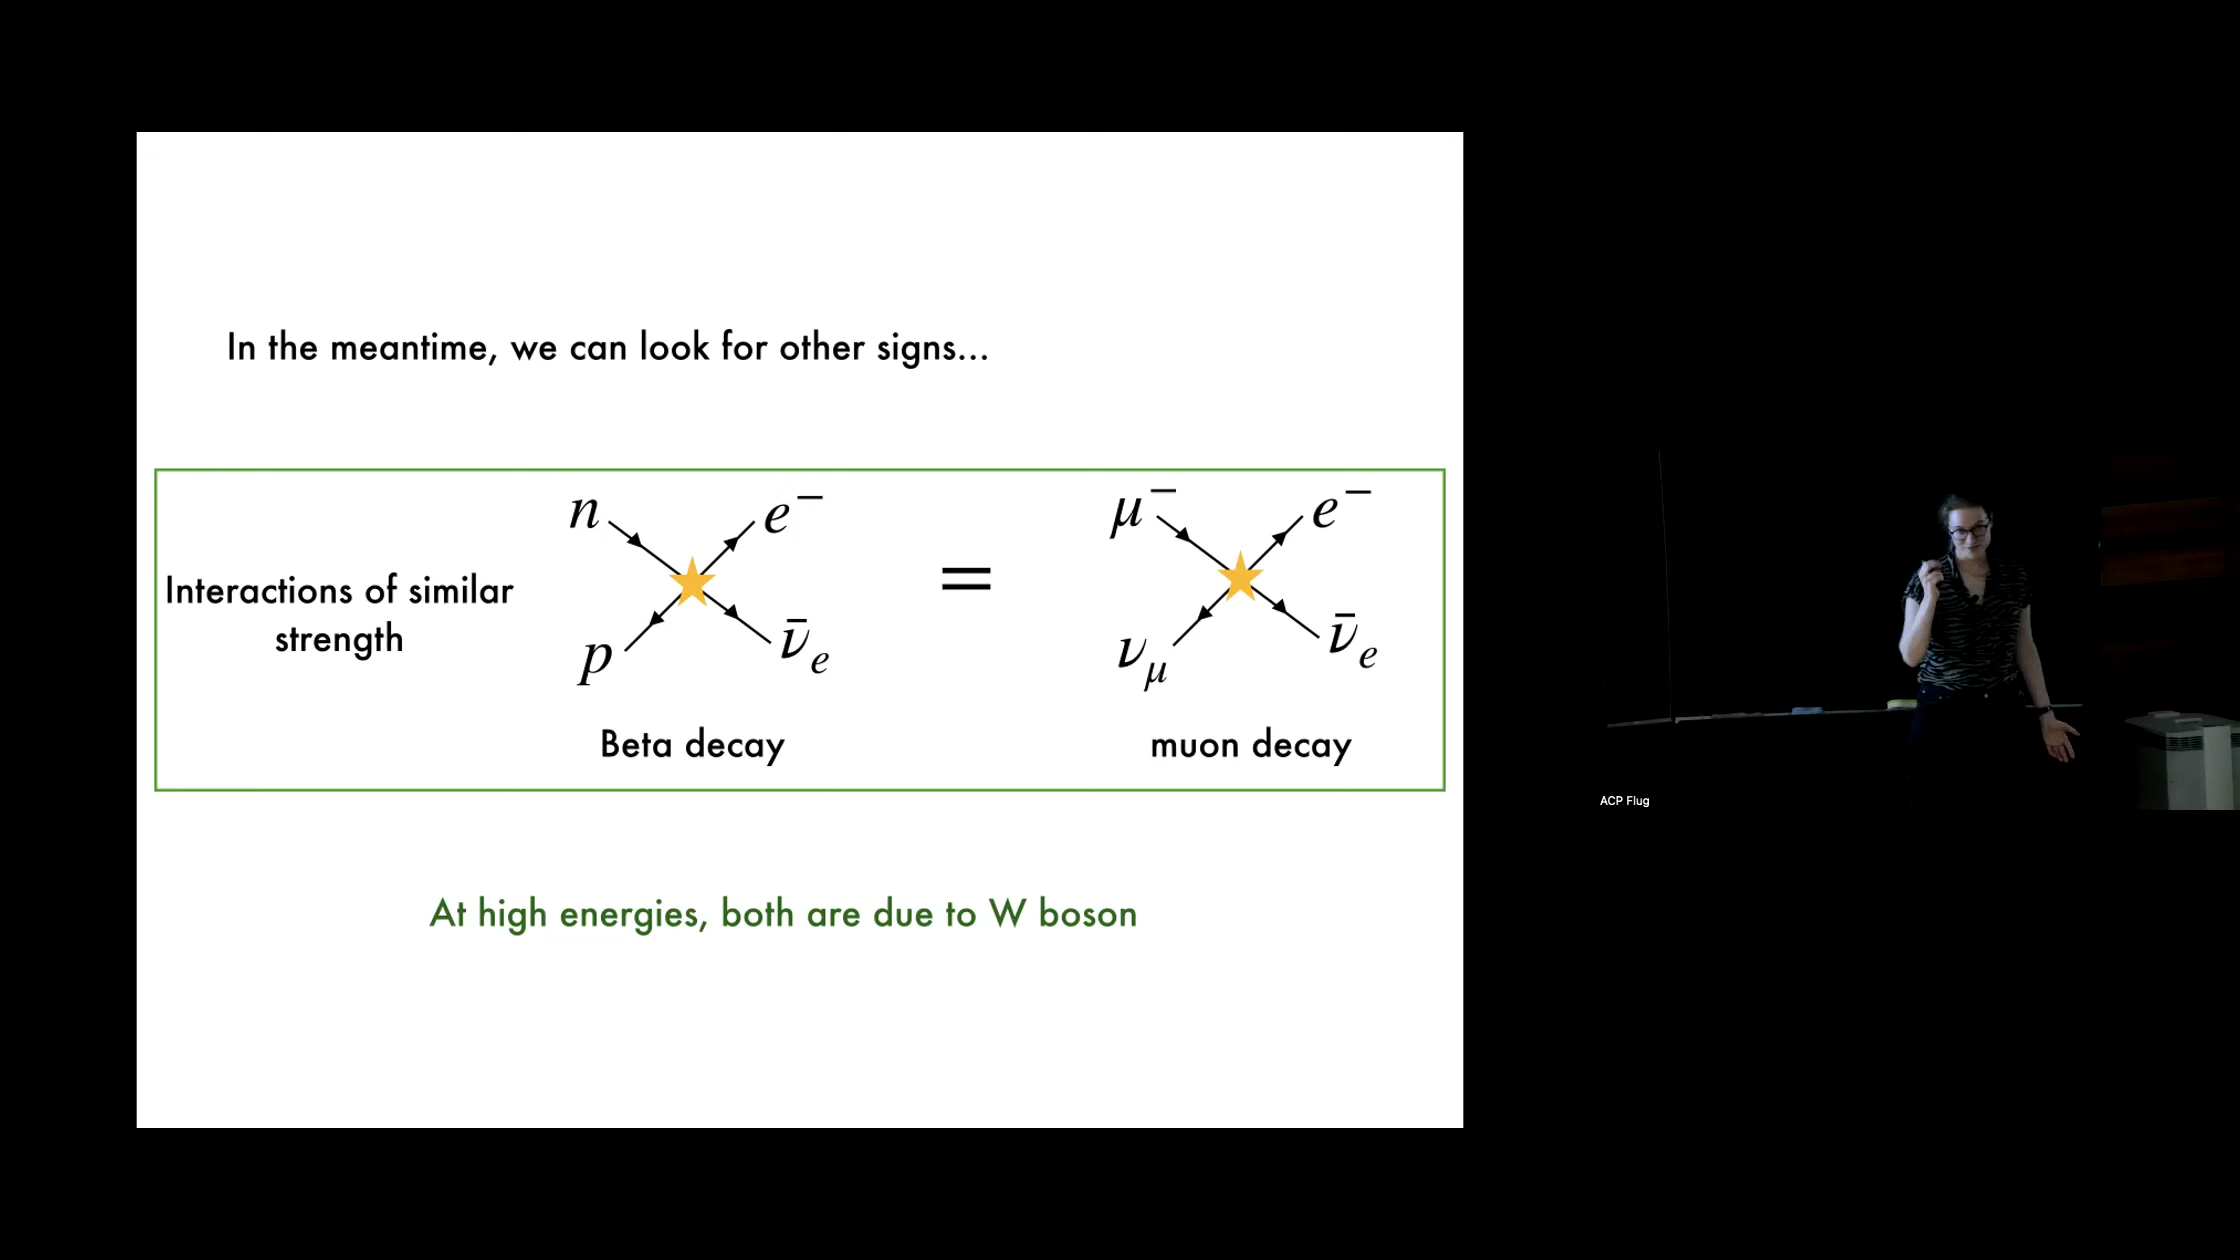 In the meantime, we can look for other signs...
n e⁻ = μ⁻ e⁻
Interactions of similar
strength
p ν̄ₑ ν_μ ν̄ₑ
Beta decay muon decay
At high energies, both are due to W boson
ACP Flug